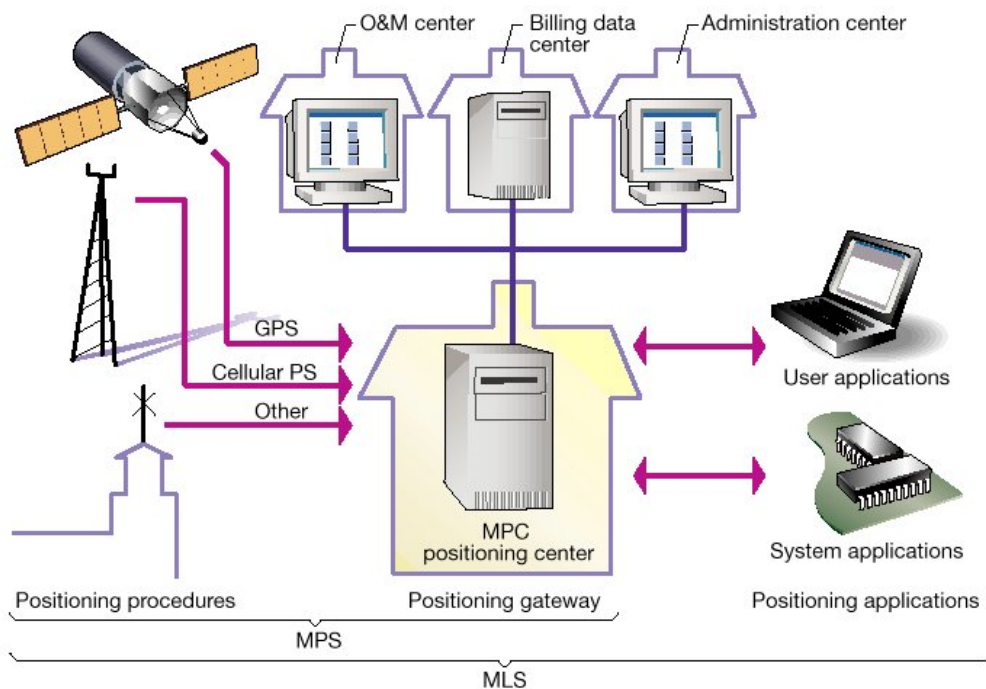 O&M center
Billing data
center
Administration center
GPS
Cellular PS
Other
User applications
MPC
positioning center
System applications
Positioning procedures
Positioning gateway
Positioning applications
MPS
MLS